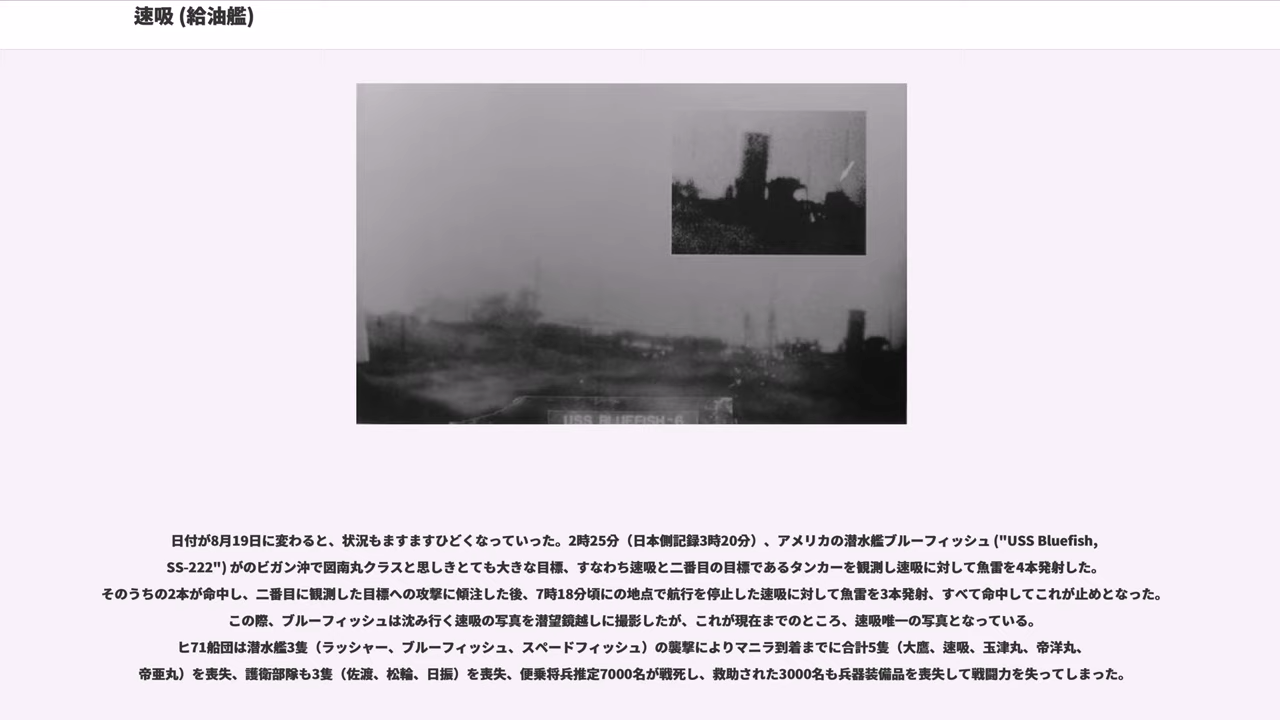 速吸 (給油艦)
USS BLUEFISH-6
日付が8月19日に変わると、状況もますますひどくなっていった。2時25分（日本側記録3時20分）、アメリカの潜水艦ブルーフィッシュ ("USS Bluefish,
SS-222") がのビガン沖で図南丸クラスと思しきとても大きな目標、すなわち速吸と二番目の目標であるタンカーを観測し速吸に対して魚雷を4本発射した。
そのうちの2本が命中し、二番目に観測した目標への攻撃に傾注した後、7時18分頃にの地点で航行を停止した速吸に対して魚雷を3本発射、すべて命中してこれが止めとなった。
この際、ブルーフィッシュは沈み行く速吸の写真を潜望鏡越しに撮影したが、これが現在までのところ、速吸唯一の写真となっている。
ヒ71船団は潜水艦3隻（ラッシャー、ブルーフィッシュ、スペードフィッシュ）の襲撃によりマニラ到着までに合計5隻（大鷹、速吸、玉津丸、帝洋丸、
帝亜丸）を喪失、護衛部隊も3隻（佐渡、松輪、日振）を喪失、便乗将兵推定7000名が戦死し、救助された3000名も兵器装備品を喪失して戦闘力を失ってしまった。